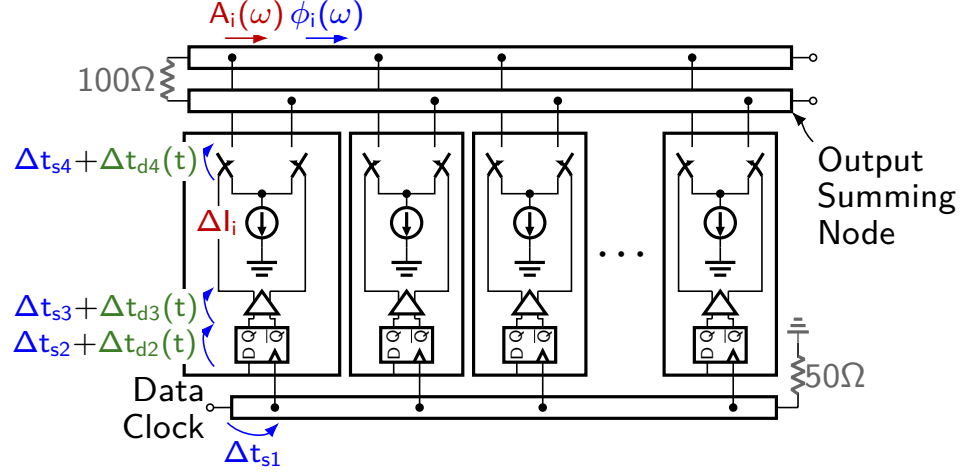 Aᵢ(ω) ϕᵢ(ω)
100Ω
Δtₛ₄+Δt_d4(t)
Output
Summing
Node
ΔIᵢ
...
Δtₛ₃+Δt_d3(t)
Δtₛ₂+Δt_d2(t)
D Q Q̅
D Q Q̅
D Q Q̅
D Q Q̅
50Ω
Data
Clock
Δtₛ₁